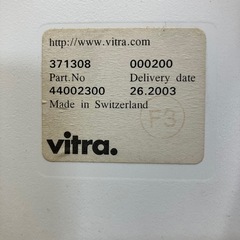 http://www.vitra.com
371308 000200
Part.No Delivery date
44002300 26.2003
Made in Switzerland
F3
vitra.